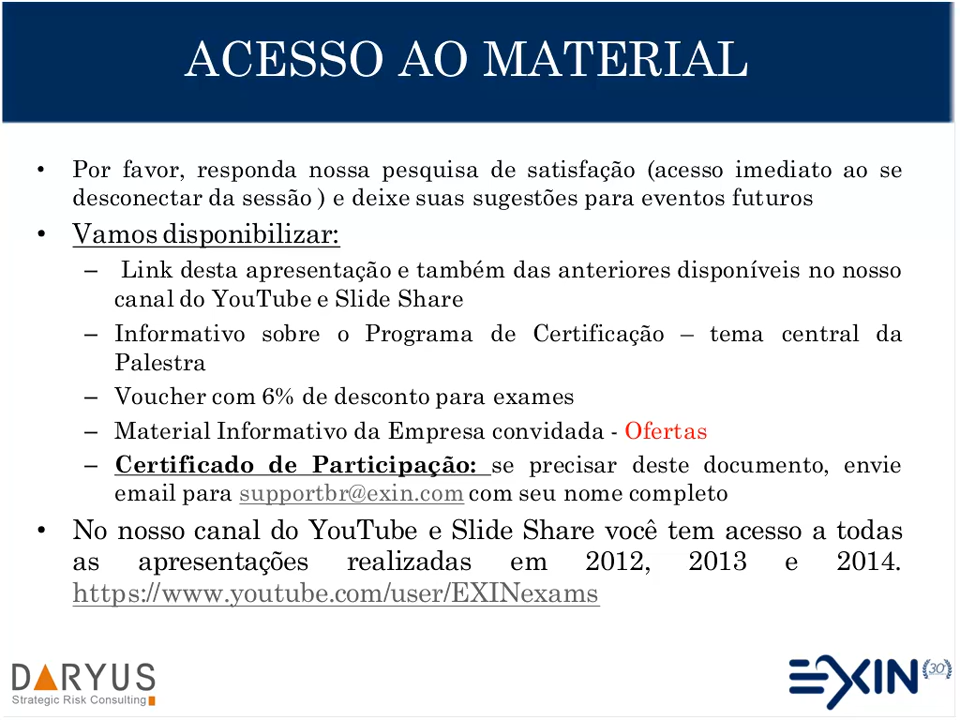 ACESSO AO MATERIAL
• Por favor, responda nossa pesquisa de satisfação (acesso imediato ao se
desconectar da sessão ) e deixe suas sugestões para eventos futuros
• Vamos disponibilizar:
– Link desta apresentação e também das anteriores disponíveis no nosso
canal do YouTube e Slide Share
– Informativo sobre o Programa de Certificação – tema central da
Palestra
– Voucher com 6% de desconto para exames
– Material Informativo da Empresa convidada - Ofertas
– Certificado de Participação: se precisar deste documento, envie
email para supportbr@exin.com com seu nome completo
• No nosso canal do YouTube e Slide Share você tem acesso a todas
as apresentações realizadas em 2012, 2013 e 2014.
https://www.youtube.com/user/EXINexams
DARYUS
Strategic Risk Consulting
EXIN
30